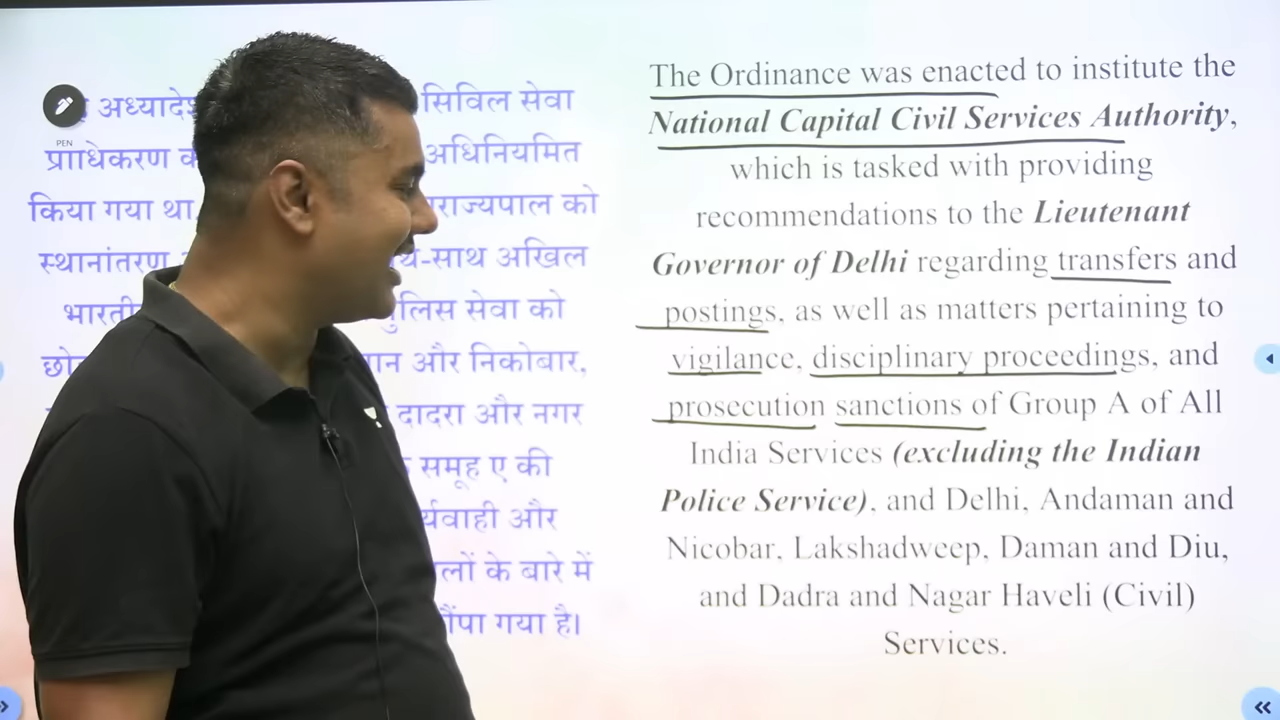 अध्यादेश
सिविल सेवा
PEN
अधिनियमित
किया गया था,
राज्यपाल को
स्थानांतरण
साथ अखिल
पुलिस सेवा को
और निकोबार,
दादरा और नगर
समूह ए की
और
के बारे में
गया है।
The Ordinance was enacted to institute the
National Capital Civil Services Authority,
which is tasked with providing
recommendations to the Lieutenant
Governor of Delhi regarding transfers and
postings, as well as matters pertaining to
vigilance, disciplinary proceedings, and
prosecution sanctions of Group A of All
India Services (excluding the Indian
Police Service), and Delhi, Andaman and
Nicobar, Lakshadweep, Daman and Diu,
and Dadra and Nagar Haveli (Civil)
Services.